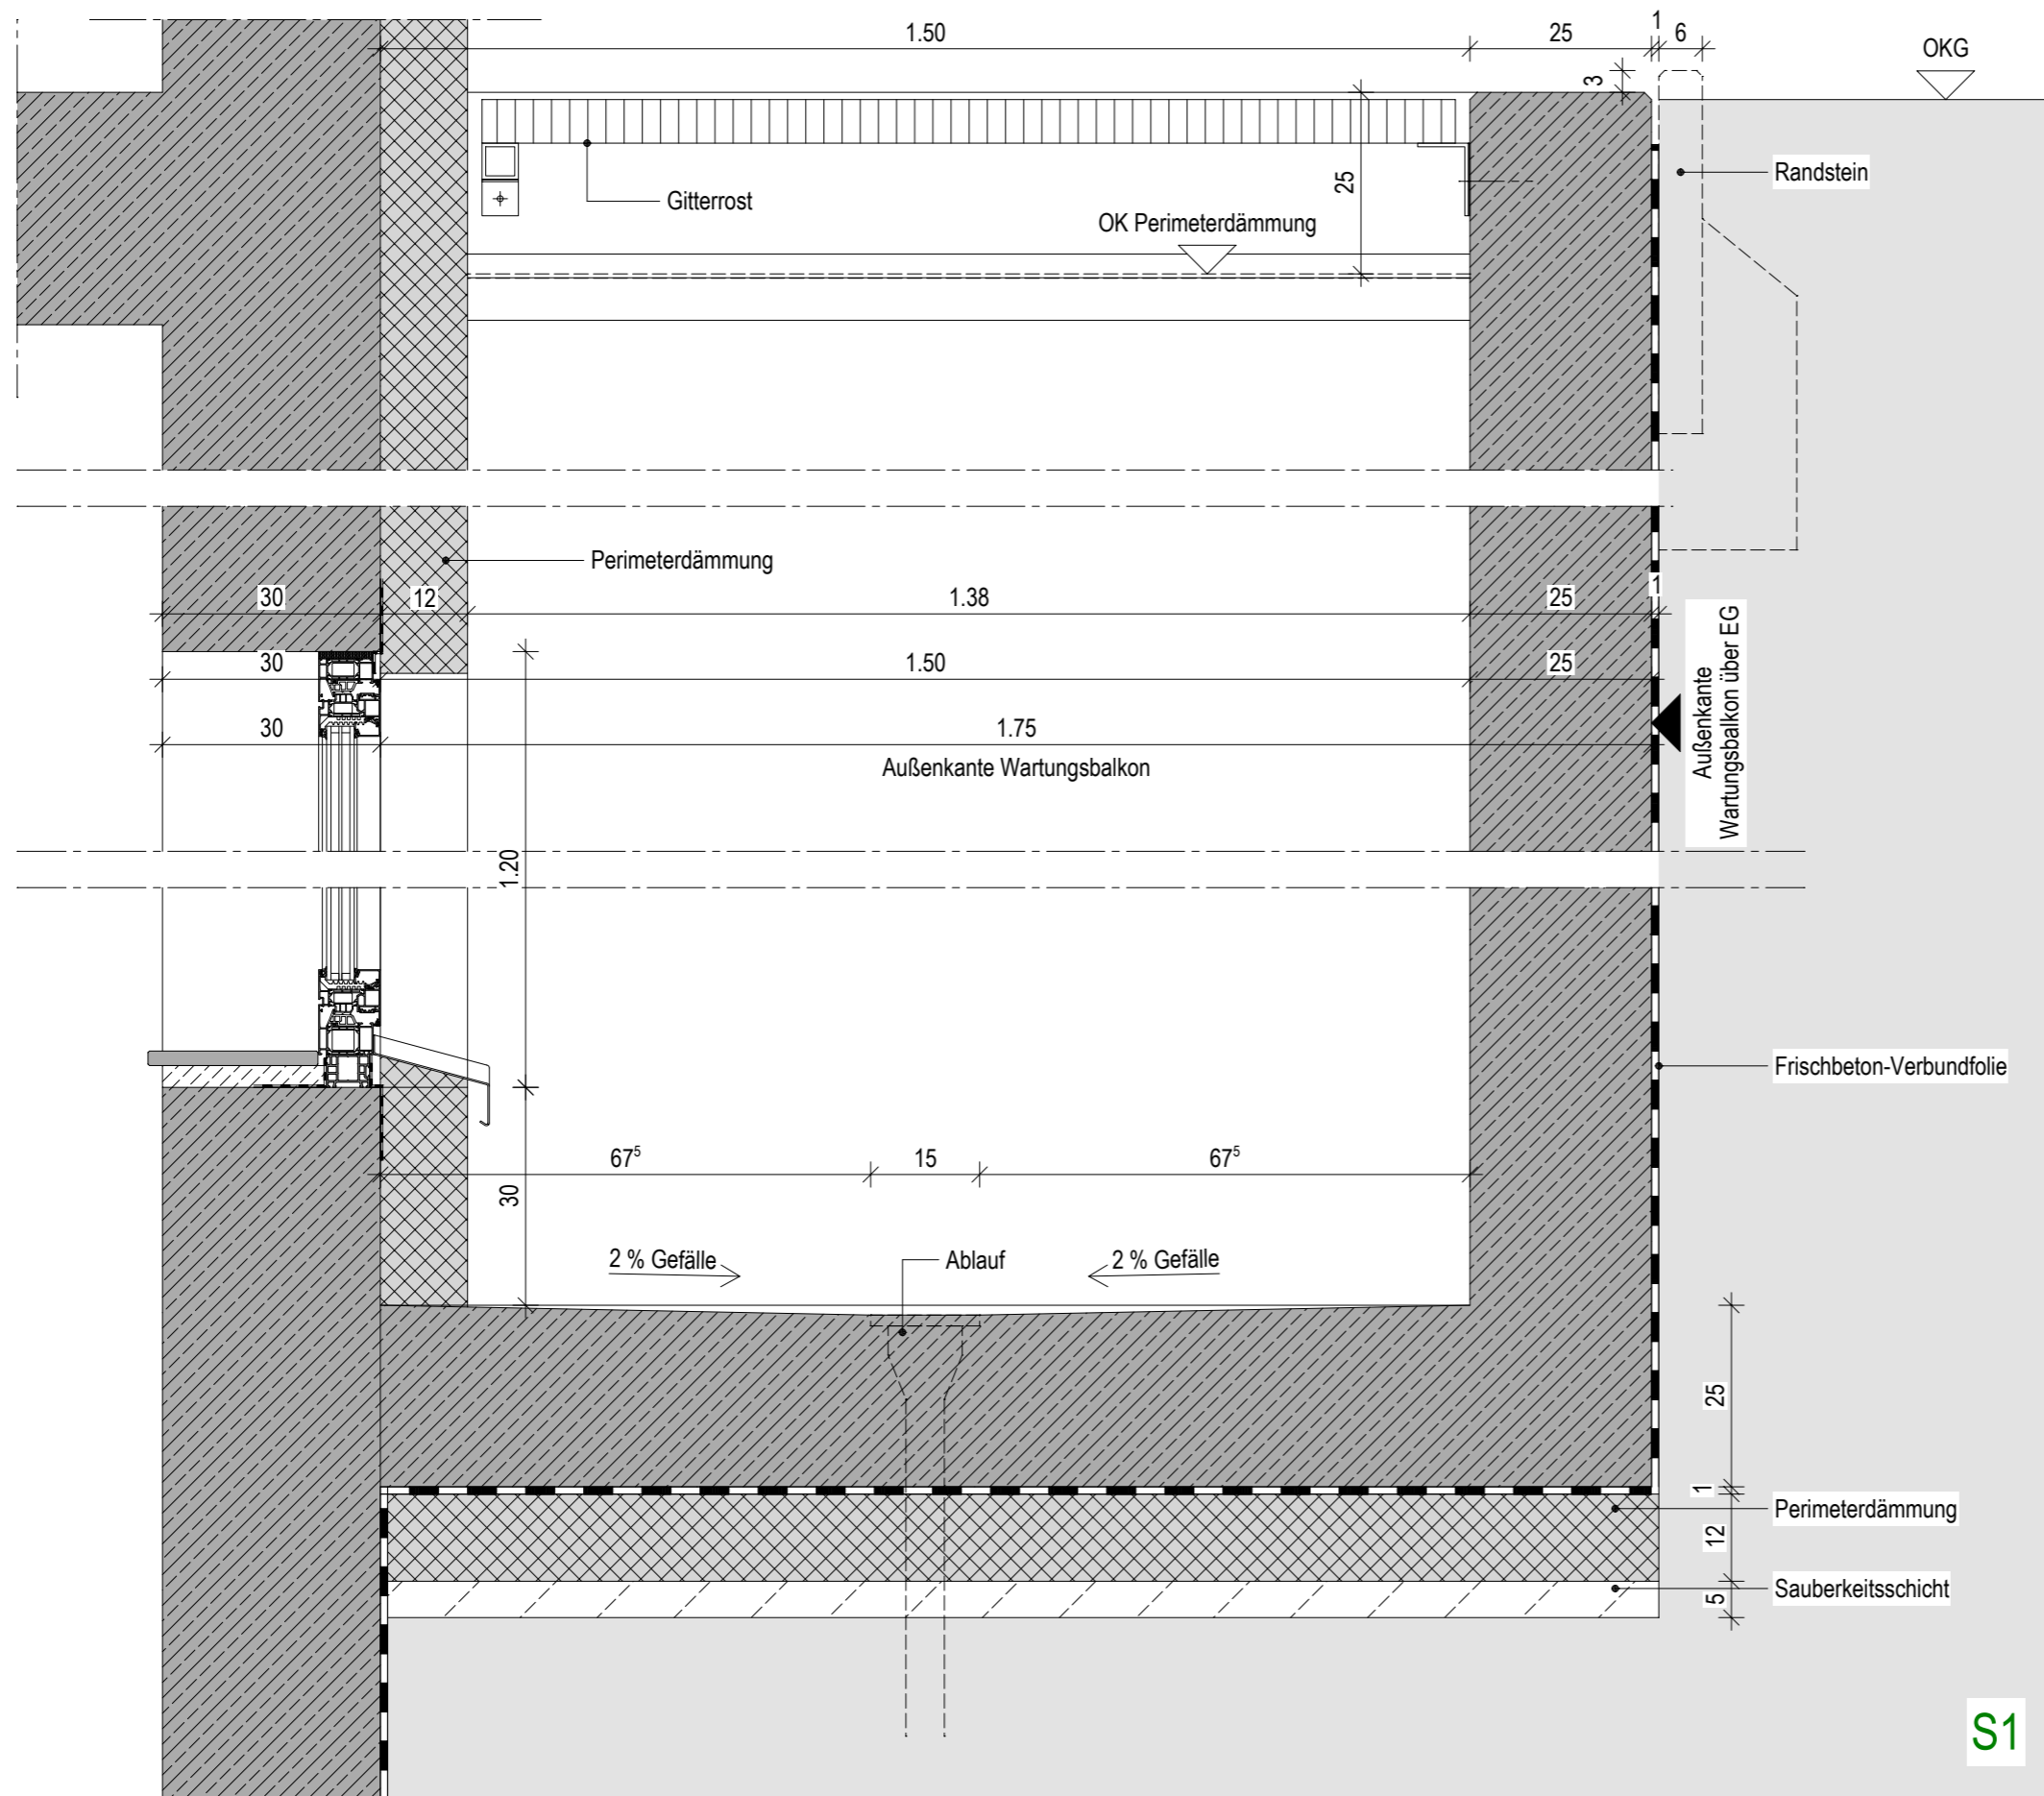 1
1.50
25
6
OKG
3
Randstein
25
Gitterrost
OK Perimeterdämmung
Perimeterdämmung
30
12
1.38
25
1
30
1.50
25
30
1.75
Außenkante Wartungsbalkon
Außenkante
Wartungsbalkon über EG
1.20
Frischbeton-Verbundfolie
67⁵
15
67⁵
30
2 % Gefälle
Ablauf
2 % Gefälle
25
1
Perimeterdämmung
12
Sauberkeitsschicht
5
S1